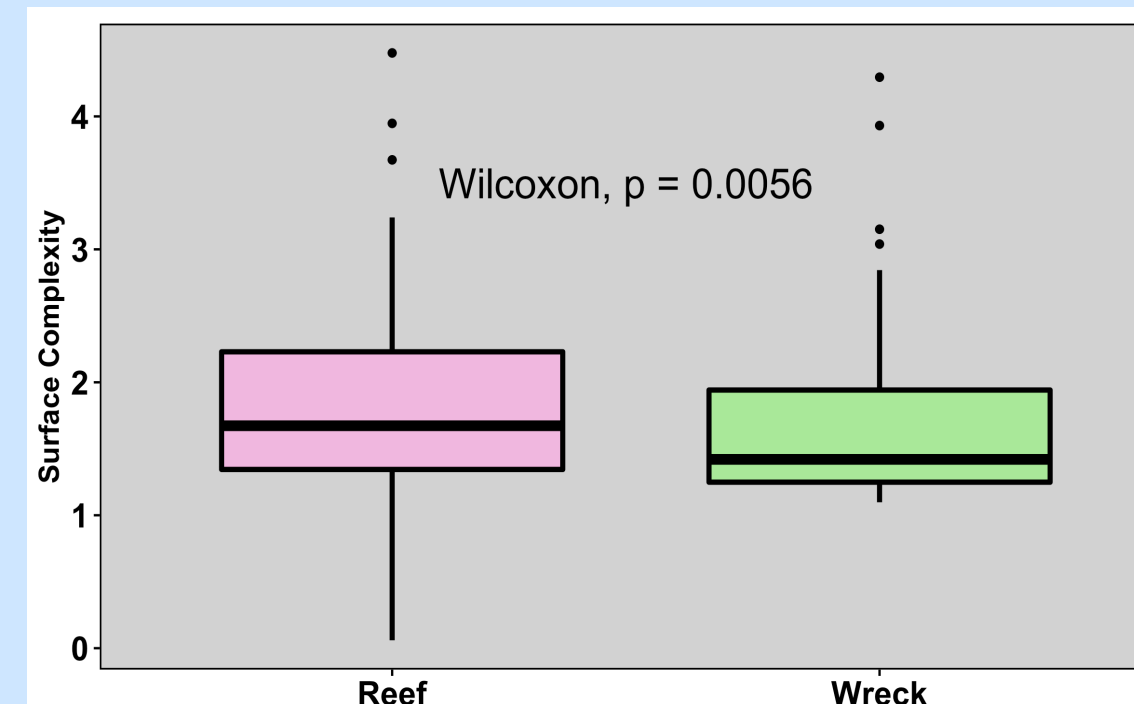 Surface Complexity
4
3
2
1
0
Wilcoxon, p = 0.0056
Reef
Wreck